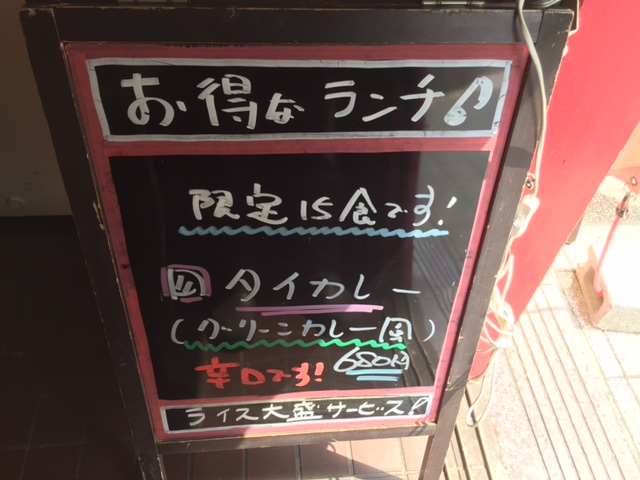 お得なランチ♪
限定15食です!
タイカレー
(グリーンカレー風)
辛口です! 680円
ライス大盛サービス!